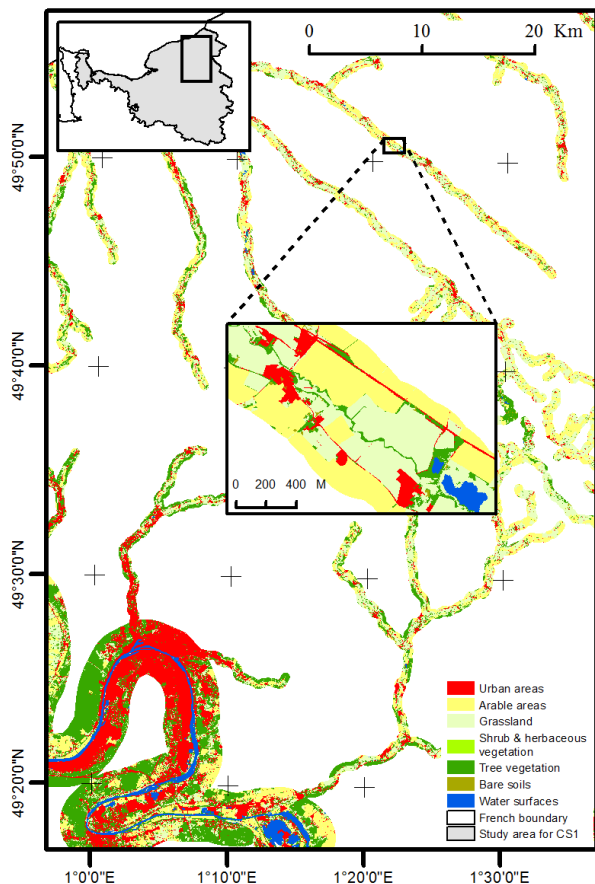 0 10 20 Km
49°50'0"N
49°40'0"N
0 200 400 M
49°30'0"N
49°20'0"N
Urban areas
Arable areas
Grassland
Shrub & herbaceous
vegetation
Tree vegetation
Bare soils
Water surfaces
French boundary
Study area for CS1
1°0'0"E 1°10'0"E 1°20'0"E 1°30'0"E